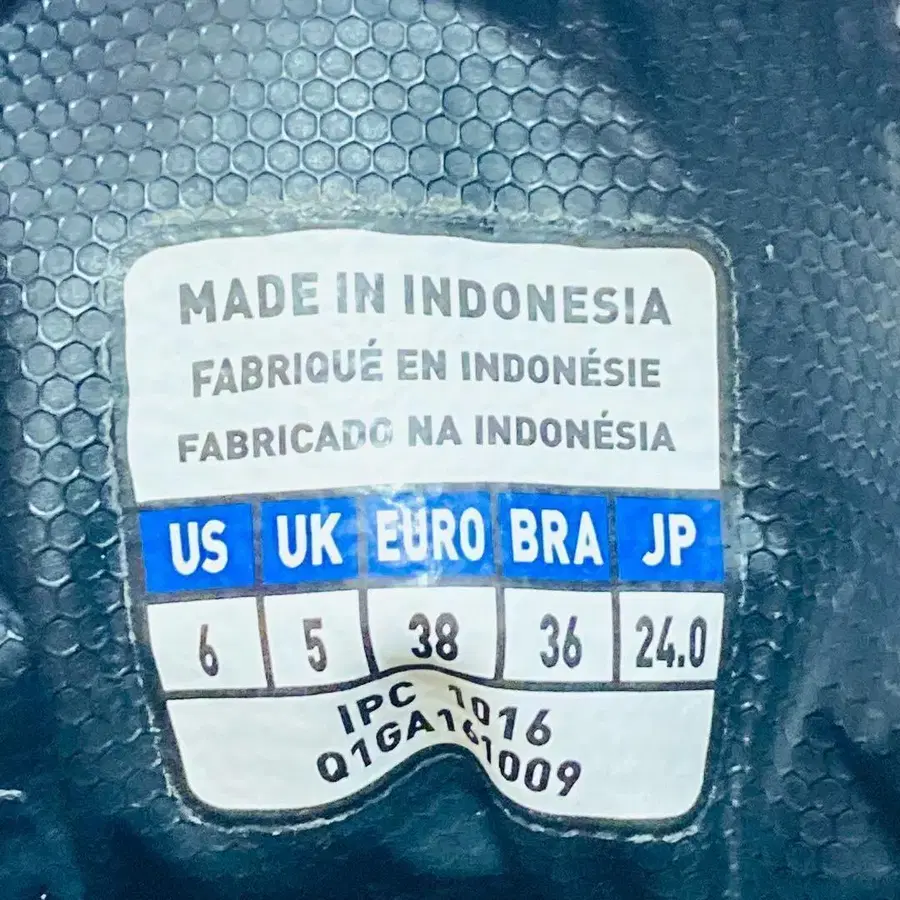 MADE IN INDONESIA
FABRIQUÉ EN INDONÉSIE
FABRICADO NA INDONÉSIA
US UK EURO BRA JP
6 5 38 36 24.0
IPC 1016
Q1GA161009